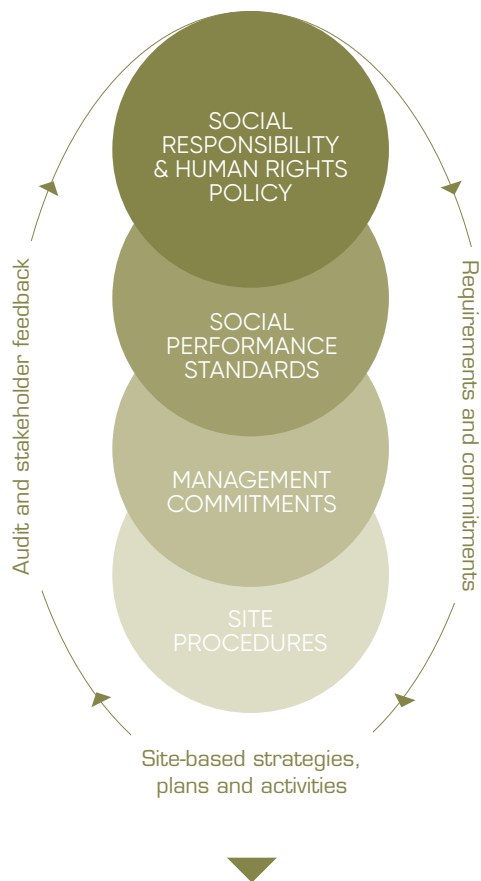 SOCIAL
RESPONSIBILITY
& HUMAN RIGHTS
POLICY
SOCIAL
PERFORMANCE
STANDARDS
MANAGEMENT
COMMITMENTS
SITE
PROCEDURES
Audit and stakeholder feedback
Requirements and commitments
Site-based strategies,
plans and activities